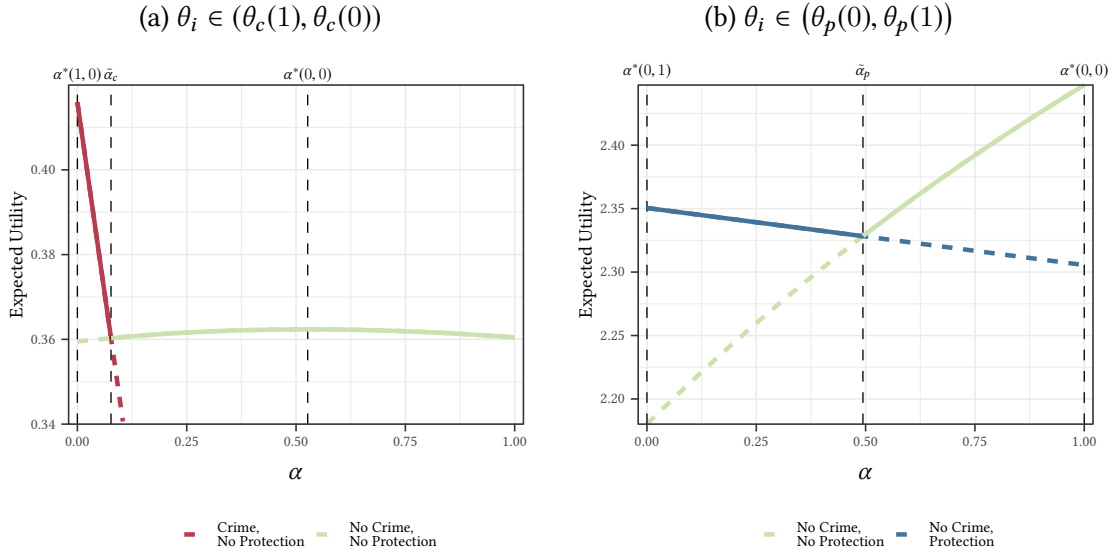 (a) θᵢ ∈ (θ_c(1), θ_c(0))
α*(1, 0) α̃_c α*(0, 0)
Expected Utility
0.40
0.38
0.36
0.34
0.00 0.25 0.50 0.75 1.00
α
Crime, No Protection
No Crime, No Protection
(b) θᵢ ∈ (θ_p(0), θ_p(1))
α*(0, 1) α̃_p α*(0, 0)
Expected Utility
2.40
2.35
2.30
2.25
2.20
0.00 0.25 0.50 0.75 1.00
α
No Crime, No Protection
No Crime, Protection